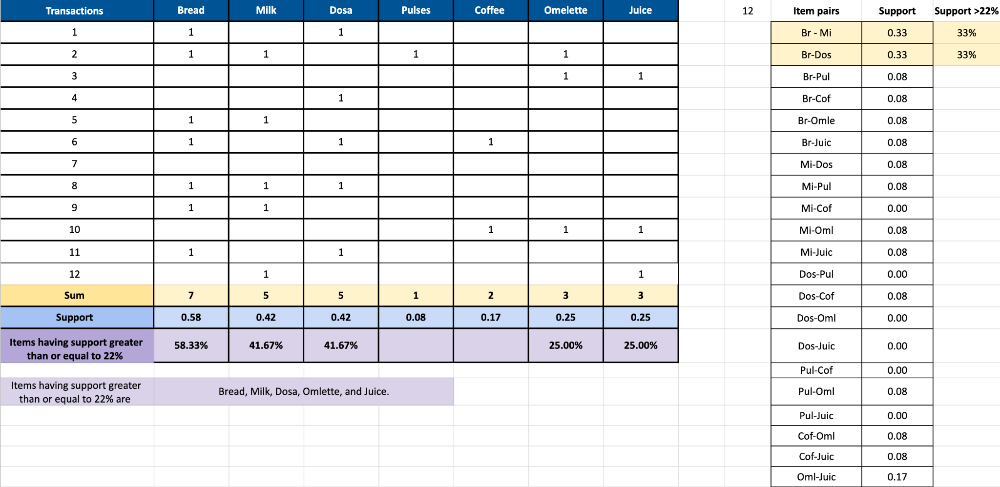 Transactions Bread Milk Dosa Pulses Coffee Omelette Juice 12 Item pairs Support Support >22%
1 1 1 Br - Mi 0.33 33%
2 1 1 1 1 Br-Dos 0.33 33%
3 1 1 Br-Pul 0.08
4 1 Br-Cof 0.08
5 1 1 Br-Omle 0.08
6 1 1 1 Br-Juic 0.08
7 Mi-Dos 0.08
8 1 1 1 Mi-Pul 0.08
9 1 1 Mi-Cof 0.00
10 1 1 1 Mi-Oml 0.08
11 1 1 Mi-Juic 0.08
12 1 1 Dos-Pul 0.00
Sum 7 5 5 1 2 3 3 Dos-Cof 0.08
Support 0.58 0.42 0.42 0.08 0.17 0.25 0.25 Dos-Oml 0.00
Items having support greater
than or equal to 22% 58.33% 41.67% 41.67% 25.00% 25.00% Dos-Juic 0.00
Pul-Cof 0.00
Items having support greater
than or equal to 22% are Bread, Milk, Dosa, Omlette, and Juice. Pul-Oml 0.08
Pul-Juic 0.00
Cof-Oml 0.08
Cof-Juic 0.08
Oml-Juic 0.17